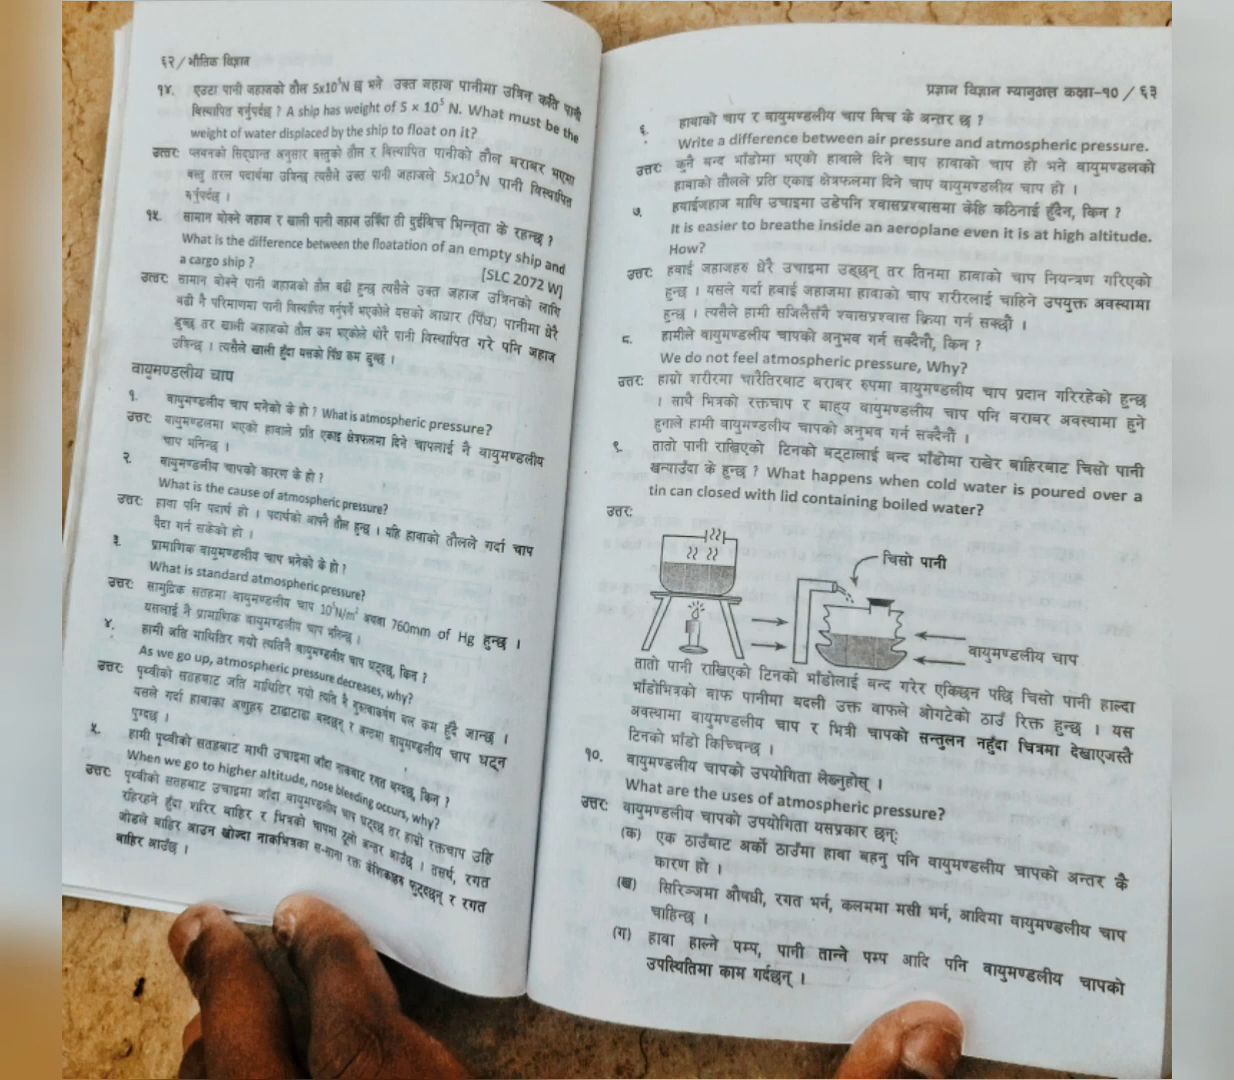 ६२/भौतिक विज्ञान
१४. एउटा पानी जहाजको तौल 5x10⁵N छ भने उक्त जहाज पानीमा उत्रिन कति पानी
विस्थापित गर्नुपर्दछ ? A ship has weight of 5 × 10⁵ N. What must be the
weight of water displaced by the ship to float on it?
उत्तर: प्लवनको सिद्धान्त अनुसार वस्तुको तौल र विस्थापित पानीको तौल बराबर भएमा
वस्तु तरल पदार्थमा उत्रिन्छ त्यसैले उक्त पानी जहाजले 5x10⁵N पानी विस्थापित
गर्नुपर्दछ ।
१५. सामान बोक्ने जहाज र खाली पानी जहाज उत्रिँदा ती दुईबिच भिन्नता के रहन्छ ?
What is the difference between the floatation of an empty ship and
a cargo ship ?
[SLC 2072 W]
उत्तर: सामान बोक्ने पानी जहाजको तौल बढी हुन्छ त्यसैले उक्त जहाज उत्रिनको लागि
बढी नै परिमाणमा पानी विस्थापित गर्नुपर्ने भएकोले यसको आधार (पिँध) पानीमा धेरै
डुब्छ तर खाली जहाजको तौल कम भएकोले थोरै पानी विस्थापित गरे पनि जहाज
उत्रिन्छ । त्यसैले खाली हुँदा यसको पिँध कम डुब्छ ।
वायुमण्डलीय चाप
१. वायुमण्डलीय चाप भनेको के हो ? What is atmospheric pressure?
उत्तर: वायुमण्डलमा भएको हावाले प्रति एकाइ क्षेत्रफलमा दिने चापलाई नै वायुमण्डलीय
चाप भनिन्छ ।
२. वायुमण्डलीय चापको कारण के हो ?
What is the cause of atmospheric pressure?
उत्तर: हावा पनि पदार्थ हो । पदार्थको आफ्नै तौल हुन्छ । यहि हावाको तौलले गर्दा चाप
पैदा गर्न सकेको हो ।
३. प्रामाणिक वायुमण्डलीय चाप भनेको के हो ?
What is standard atmospheric pressure?
उत्तर: सामुद्रिक सतहमा वायुमण्डलीय चाप 10⁵N/m² अथवा 760mm of Hg हुन्छ ।
यसलाई नै प्रामाणिक वायुमण्डलीय चाप भनिन्छ ।
४. हामी जति माथितिर गयो त्यतिनै वायुमण्डलीय चाप घट्दछ, किन ?
As we go up, atmospheric pressure decreases, why?
उत्तर: पृथ्वीको सतहबाट जति माथितिर गयो त्यति नै गुरुत्वाकर्षण बल कम हुँदै जान्छ ।
यसले गर्दा हावाका अणुहरु टाढाटाढा बस्दछन् र अन्तमा वायुमण्डलीय चाप घट्न
पुग्दछ ।
५. हामी पृथ्वीको सतहबाट माथी उचाइमा जाँदा नाकबाट रगत बग्दछ, किन ?
When we go to higher altitude, nose bleeding occurs, why?
उत्तर: पृथ्वीको सतहबाट उचाइमा जाँदा वायुमण्डलीय चाप घट्दछ तर हाम्रो रक्तचाप उहि
रहिरहने हुँदा शरिर बाहिर र भित्रको चापमा ठूलो अन्तर आउँछ । तसर्थ, रगत
जोडले बाहिर आउन खोज्दा नाकभित्रका स-साना रक्त केशिकाहरु फुट्दछन् र रगत
बाहिर आउँछ ।
प्रज्ञान विज्ञान म्यानुअल कक्षा-१० / ६३
६. हावाको चाप र वायुमण्डलीय चाप बिच के अन्तर छ ?
Write a difference between air pressure and atmospheric pressure.
उत्तर: कुनै बन्द भाँडोमा भएको हावाले दिने चाप हावाको चाप हो भने वायुमण्डलको
हावाको तौलले प्रति एकाइ क्षेत्रफलमा दिने चाप वायुमण्डलीय चाप हो ।
७. हवाईजहाज माथि उचाइमा उडेपनि श्वासप्रश्वासमा केहि कठिनाई हुँदैन, किन ?
It is easier to breathe inside an aeroplane even it is at high altitude.
How?
उत्तर: हवाई जहाजहरु धेरै उचाइमा उड्छन् तर तिनमा हावाको चाप नियन्त्रण गरिएको
हुन्छ । यसले गर्दा हवाई जहाजमा हावाको चाप शरीरलाई चाहिने उपयुक्त अवस्थामा
हुन्छ । त्यसैले हामी सजिलैसँगै श्वासप्रश्वास क्रिया गर्न सक्छौं ।
८. हामीले वायुमण्डलीय चापको अनुभव गर्न सक्दैनौं, किन ?
We do not feel atmospheric pressure, Why?
उत्तर: हाम्रो शरीरमा चारैतिरबाट बराबर रुपमा वायुमण्डलीय चाप प्रदान गरिरहेको हुन्छ
। साथै भित्रको रक्तचाप र बाह्य वायुमण्डलीय चाप पनि बराबर अवस्थामा हुने
हुनाले हामी वायुमण्डलीय चापको अनुभव गर्न सक्दैनौं ।
९. तातो पानी राखिएको टिनको बट्टालाई बन्द भाँडोमा राखेर बाहिरबाट चिसो पानी
खन्याउँदा के हुन्छ ? What happens when cold water is poured over a
tin can closed with lid containing boiled water?
उत्तर:
चिसो पानी
वायुमण्डलीय चाप
तातो पानी राखिएको टिनको भाँडोलाई बन्द गरेर एकछिन पछि चिसो पानी हाल्दा
भाँडोभित्रको वाफ पानीमा बदली उक्त वाफले ओगटेको ठाउँ रिक्त हुन्छ । यस
अवस्थामा वायुमण्डलीय चाप र भित्री चापको सन्तुलन नहुँदा चित्रमा देखाएजस्तै
टिनको भाँडो किच्चिन्छ ।
१०. वायुमण्डलीय चापको उपयोगिता लेख्नुहोस् ।
What are the uses of atmospheric pressure?
उत्तर: वायुमण्डलीय चापको उपयोगिता यसप्रकार छन्:
(क) एक ठाउँबाट अर्को ठाउँमा हावा बहनु पनि वायुमण्डलीय चापको अन्तर कै
कारण हो ।
(ख) सिरिञ्जमा औषधी, रगत भर्न, कलममा मसी भर्न, आदिमा वायुमण्डलीय चाप
चाहिन्छ ।
(ग) हावा हाल्ने पम्प, पानी तान्ने पम्प आदि पनि वायुमण्डलीय चापको
उपस्थितिमा काम गर्दछन् ।